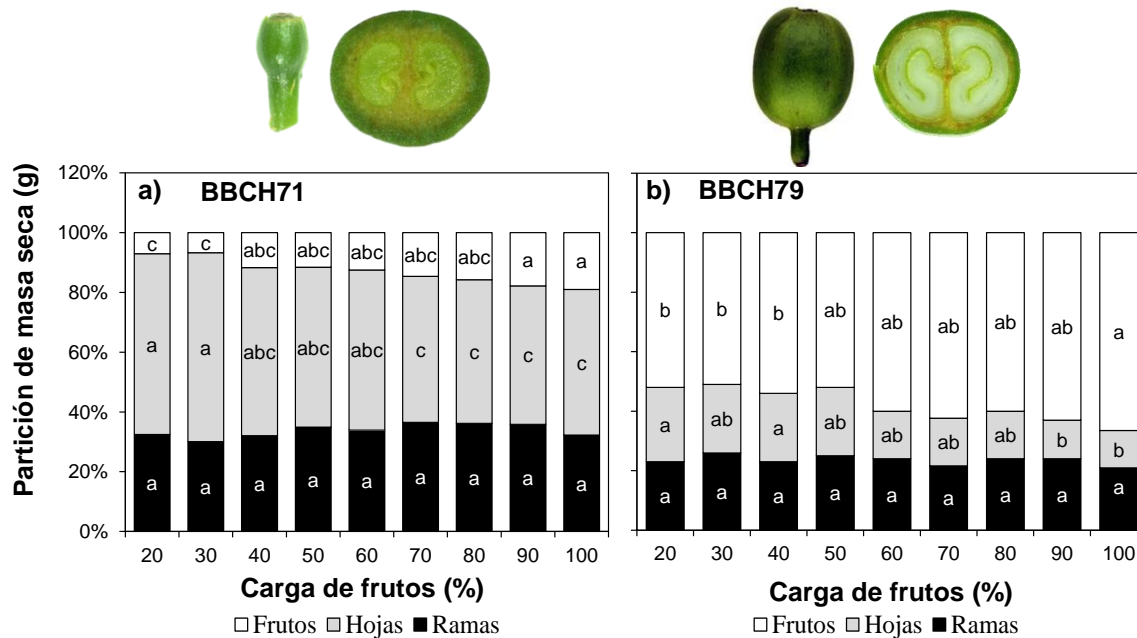 Partición de masa seca (g)
120%
100%
80%
60%
40%
20%
0%
a) BBCH71
c c abc abc abc abc abc a a
a a abc abc abc c c c c
a a a a a a a a a
20 30 40 50 60 70 80 90 100
Carga de frutos (%)
Frutos Hojas Ramas
b) BBCH79
b b b ab ab ab ab ab a
a ab a ab ab ab ab b b
a a a a a a a a a
20 30 40 50 60 70 80 90 100
Carga de frutos (%)
Frutos Hojas Ramas